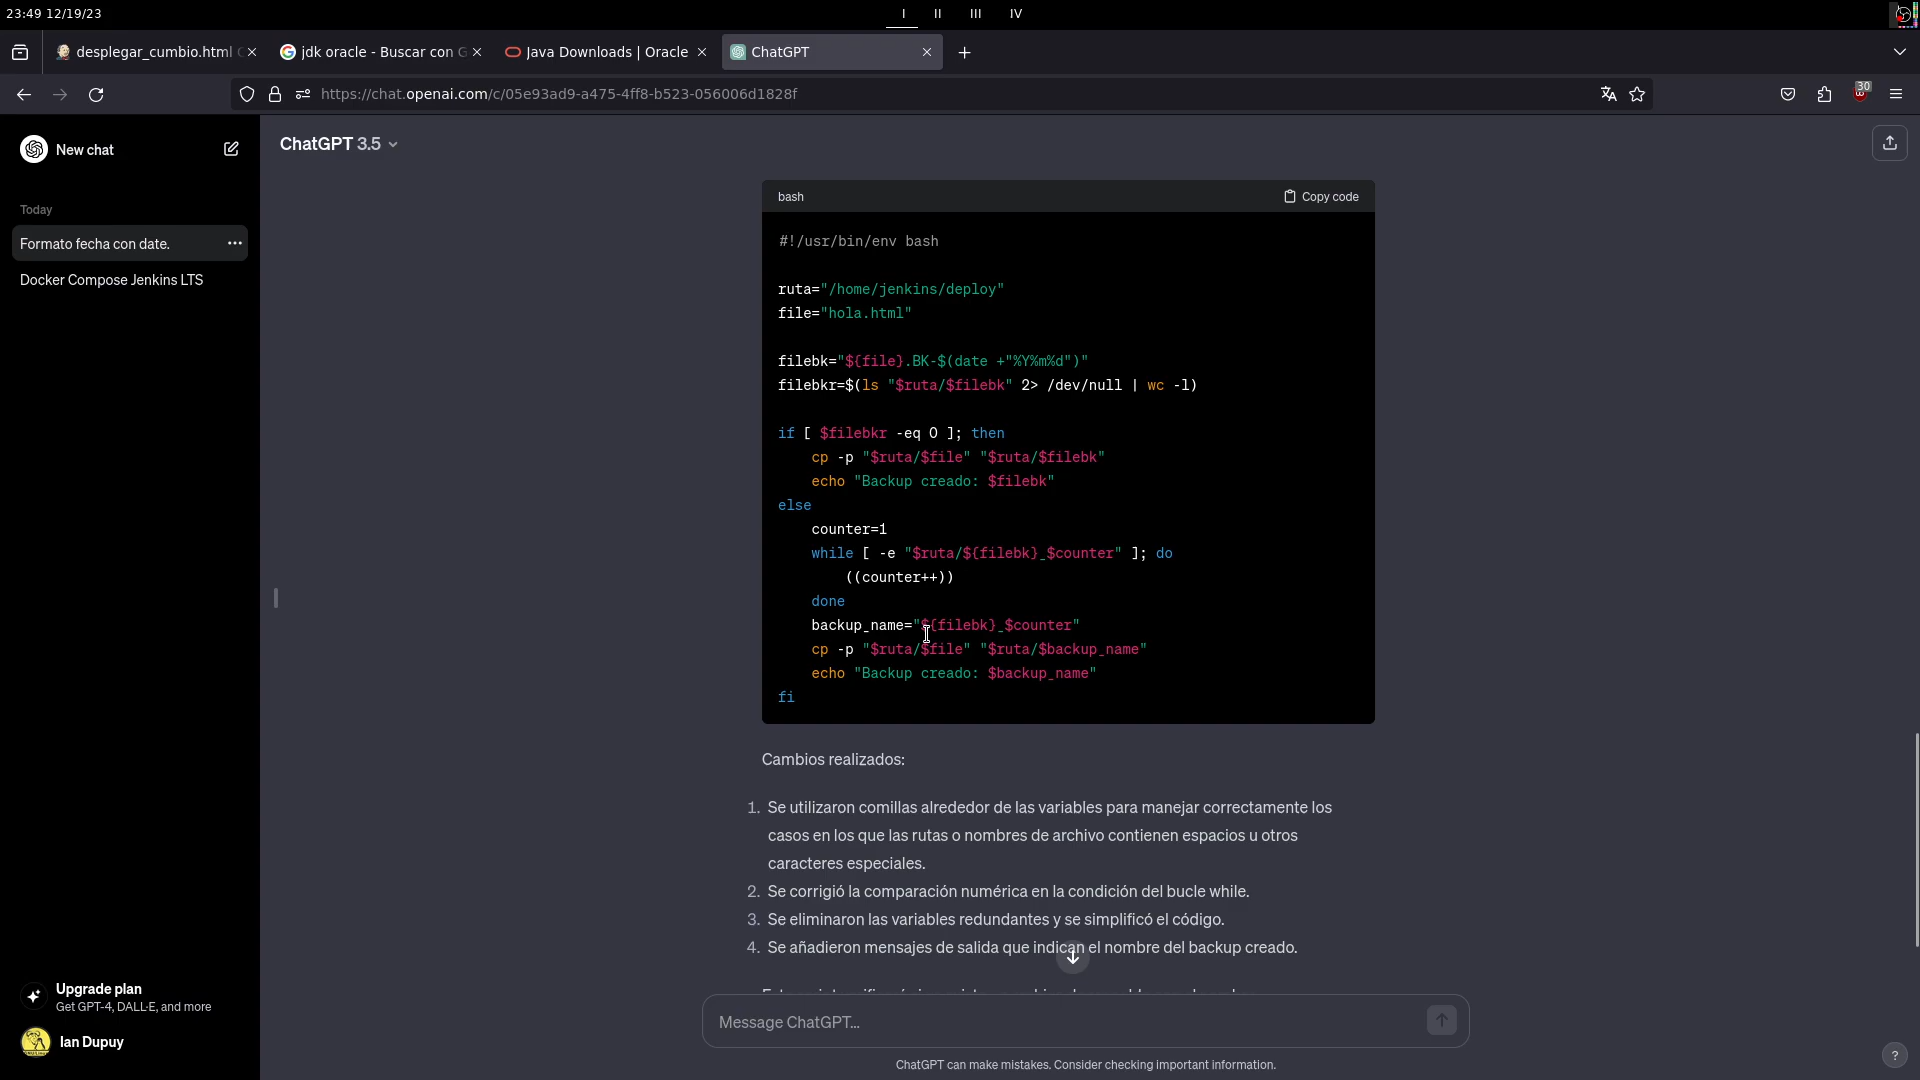 23:49 12/19/23
I II III IV
desplegar_cumbio.html
jdk oracle - Buscar con G
Java Downloads | Oracle
ChatGPT
https://chat.openai.com/c/05e93ad9-a475-4ff8-b523-056006d1828f
30
New chat
ChatGPT 3.5
Today
Formato fecha con date.
Docker Compose Jenkins LTS
bash
Copy code
#!/usr/bin/env bash
ruta="/home/jenkins/deploy"
file="hola.html"
filebk="${file}.BK-$(date +"%Y%m%d")"
filebkr=$(ls "$ruta/$filebk" 2> /dev/null | wc -l)
if [ $filebkr -eq 0 ]; then
    cp -p "$ruta/$file" "$ruta/$filebk"
    echo "Backup creado: $filebk"
else
    counter=1
    while [ -e "$ruta/${filebk}_$counter" ]; do
        ((counter++))
    done
    backup_name="${filebk}_$counter"
    cp -p "$ruta/$file" "$ruta/$backup_name"
    echo "Backup creado: $backup_name"
fi
Cambios realizados:
1. Se utilizaron comillas alrededor de las variables para manejar correctamente los
casos en los que las rutas o nombres de archivo contienen espacios u otros
caracteres especiales.
2. Se corrigió la comparación numérica en la condición del bucle while.
3. Se eliminaron las variables redundantes y se simplificó el código.
4. Se añadieron mensajes de salida que indican el nombre del backup creado.
Upgrade plan
Get GPT-4, DALL·E, and more
Ian Dupuy
Message ChatGPT...
ChatGPT can make mistakes. Consider checking important information.
?